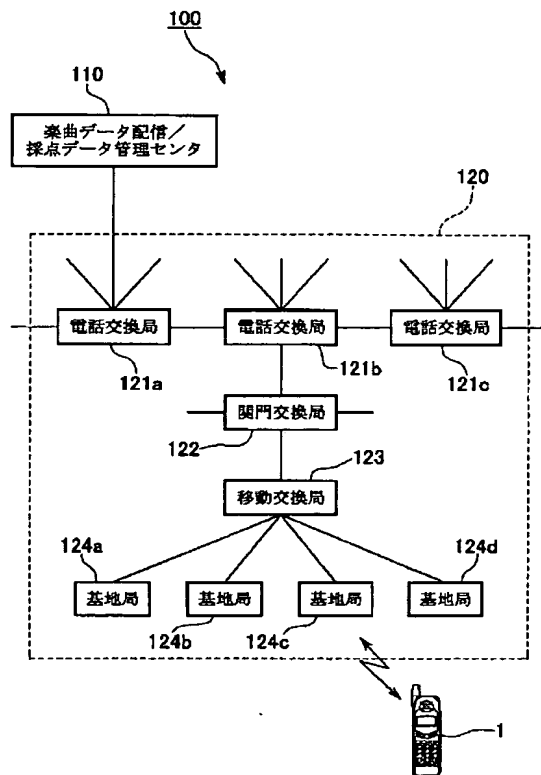 100
110
楽曲データ配信/
採点データ管理センタ
120
電話交換局
電話交換局
電話交換局
121a
121b
121c
関門交換局
122
123
移動交換局
124a
124d
基地局
基地局
基地局
基地局
124b
124c
1